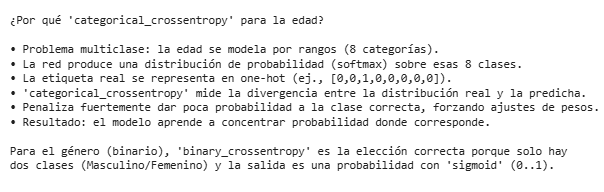 ¿Por qué 'categorical_crossentropy' para la edad?
• Problema multiclase: la edad se modela por rangos (8 categorías).
• La red produce una distribución de probabilidad (softmax) sobre esas 8 clases.
• La etiqueta real se representa en one-hot (ej., [0,0,1,0,0,0,0,0]).
• 'categorical_crossentropy' mide la divergencia entre la distribución real y la predicha.
• Penaliza fuertemente dar poca probabilidad a la clase correcta, forzando ajustes de pesos.
• Resultado: el modelo aprende a concentrar probabilidad donde corresponde.
Para el género (binario), 'binary_crossentropy' es la elección correcta porque solo hay
dos clases (Masculino/Femenino) y la salida es una probabilidad con 'sigmoid' (0..1).